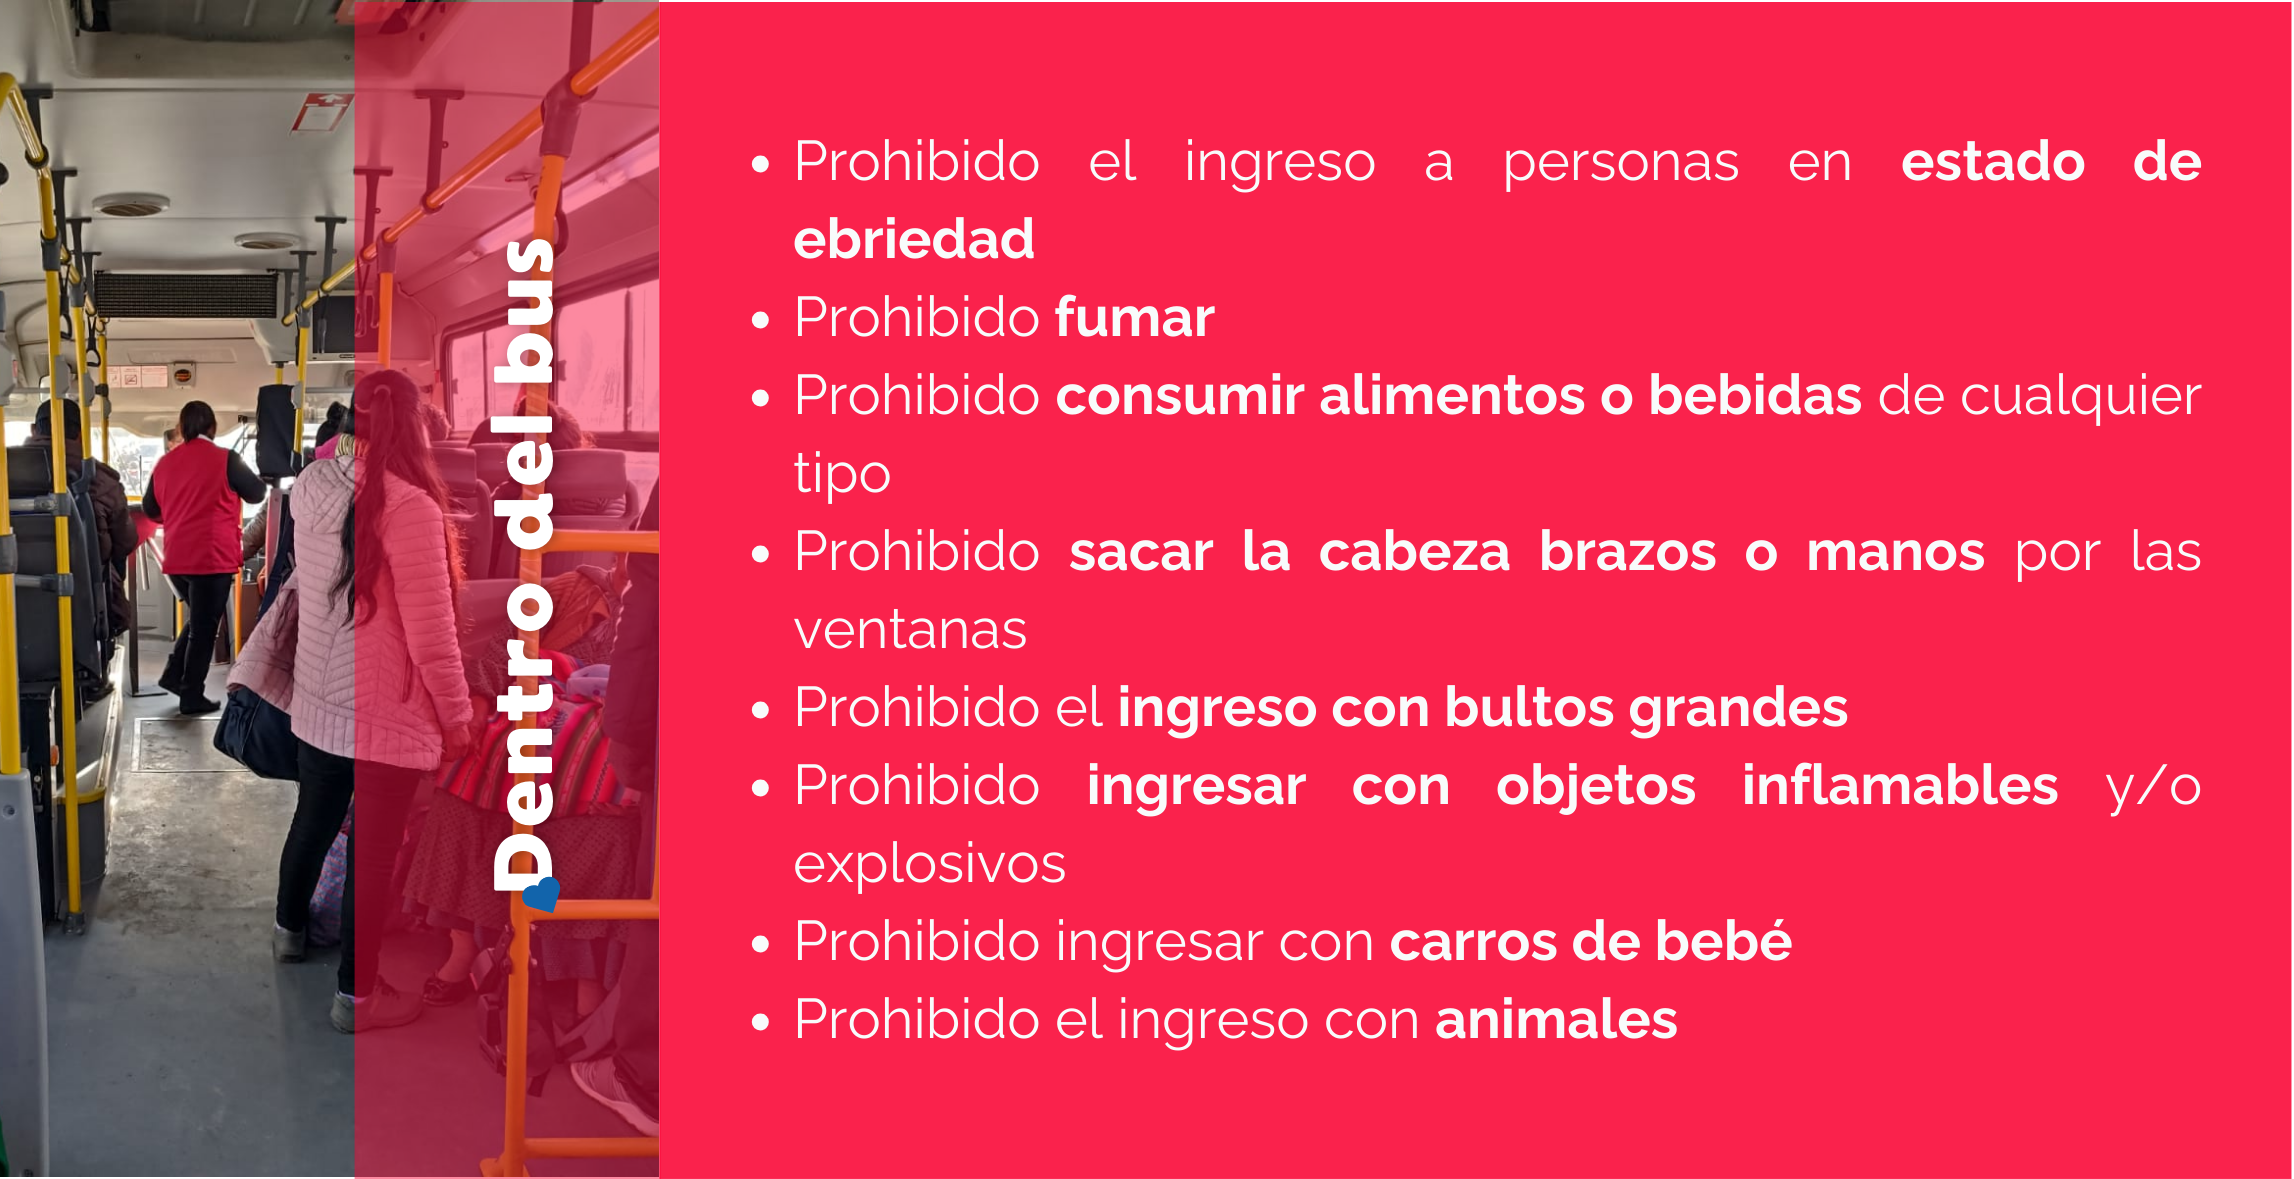 Dentro del bus
• Prohibido el ingreso a personas en estado de
ebriedad
• Prohibido fumar
• Prohibido consumir alimentos o bebidas de cualquier
tipo
• Prohibido sacar la cabeza brazos o manos por las
ventanas
• Prohibido el ingreso con bultos grandes
• Prohibido ingresar con objetos inflamables y/o
explosivos
• Prohibido ingresar con carros de bebé
• Prohibido el ingreso con animales